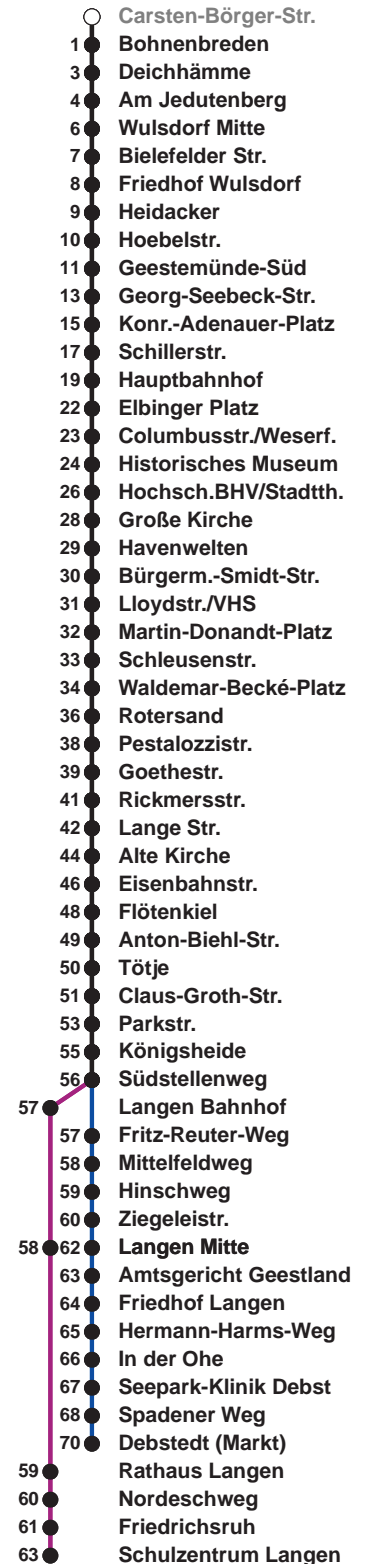 Carsten-Börger-Str.
1 Bohnenbreden
3 Deichhämme
4 Am Jedutenberg
6 Wulsdorf Mitte
7 Bielefelder Str.
8 Friedhof Wulsdorf
9 Heidacker
10 Hoebelstr.
11 Geestemünde-Süd
13 Georg-Seebeck-Str.
15 Konr.-Adenauer-Platz
17 Schillerstr.
19 Hauptbahnhof
22 Elbinger Platz
23 Columbusstr./Weserf.
24 Historisches Museum
26 Hochsch.BHV/Stadtth.
28 Große Kirche
29 Havenwelten
30 Bürgerm.-Smidt-Str.
31 Lloydstr./VHS
32 Martin-Donandt-Platz
33 Schleusenstr.
34 Waldemar-Becké-Platz
36 Rotersand
38 Pestalozzistr.
39 Goethestr.
41 Rickmersstr.
42 Lange Str.
44 Alte Kirche
46 Eisenbahnstr.
48 Flötenkiel
49 Anton-Biehl-Str.
50 Tötje
51 Claus-Groth-Str.
53 Parkstr.
55 Königsheide
56 Südstellenweg
57 Langen Bahnhof
57 Fritz-Reuter-Weg
58 Mittelfeldweg
59 Hinschweg
60 Ziegeleistr.
58 62 Langen Mitte
63 Amtsgericht Geestland
64 Friedhof Langen
65 Hermann-Harms-Weg
66 In der Ohe
67 Seepark-Klinik Debst
68 Spadener Weg
70 Debstedt (Markt)
59 Rathaus Langen
60 Nordeschweg
61 Friedrichsruh
63 Schulzentrum Langen